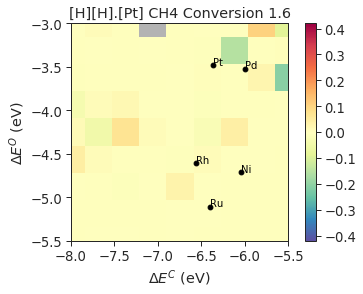 [H][H].[Pt] CH4 Conversion 1.6
−3.0
−3.5
−4.0
−4.5
−5.0
−5.5
ΔE^O (eV)
Pt
Pd
Rh
Ni
Ru
−8.0 −7.5 −7.0 −6.5 −6.0 −5.5
ΔE^C (eV)
0.4
0.3
0.2
0.1
0.0
−0.1
−0.2
−0.3
−0.4